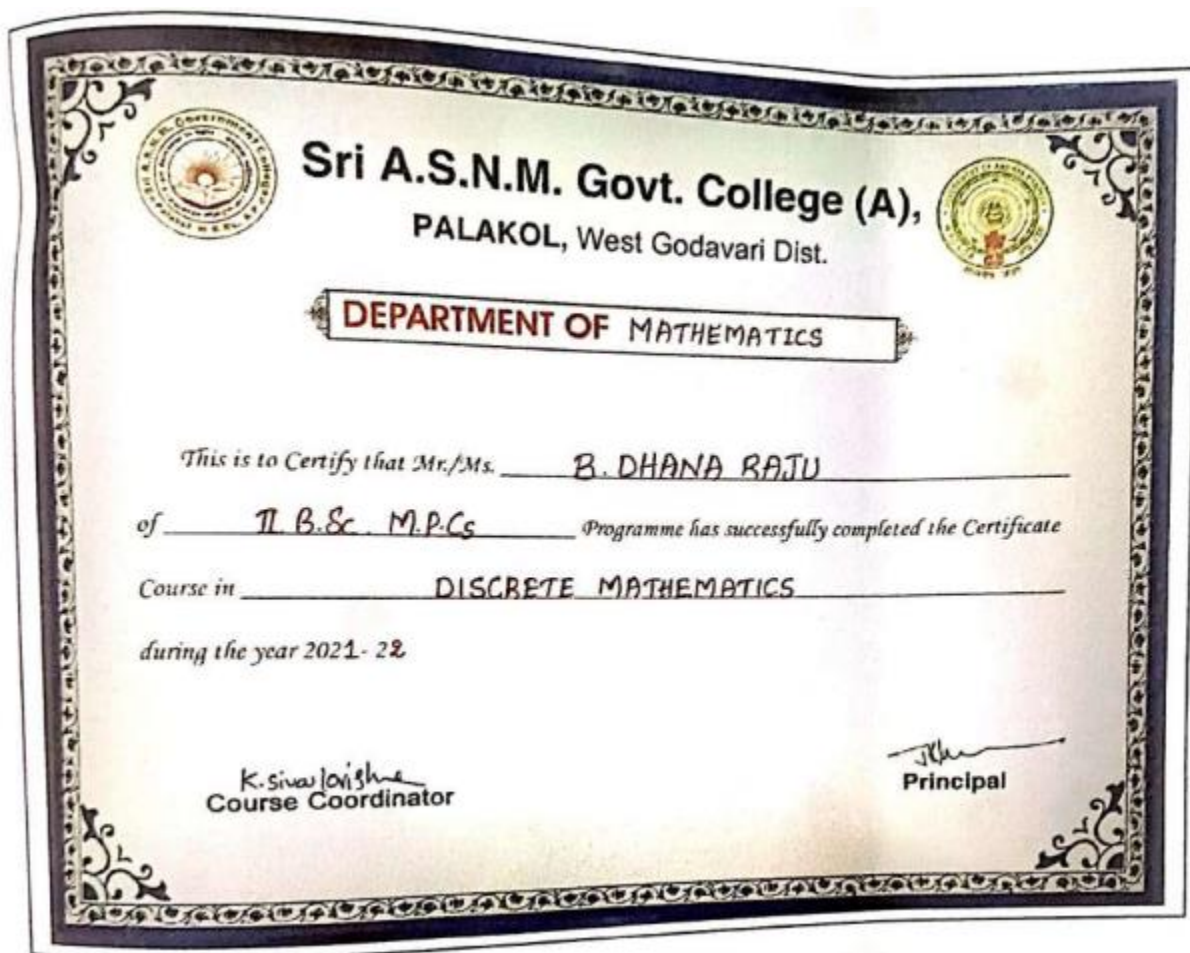 Sri A.S.N.M. Govt. College (A),
PALAKOL, West Godavari Dist.
DEPARTMENT OF MATHEMATICS
This is to Certify that Mr./Ms. B. DHANA RAJU
of II B.Sc. M.P.Cs Programme has successfully completed the Certificate
Course in DISCRETE MATHEMATICS
during the year 2021-22
Course Coordinator
Principal